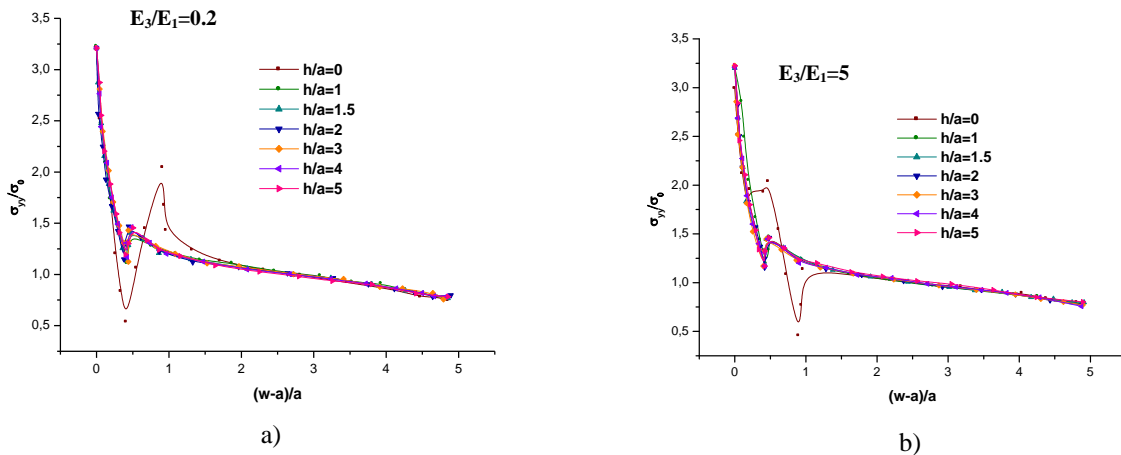 E₃/E₁=0.2
3,5
3,0
2,5
2,0
1,5
1,0
0,5
σyy/σ₀
h/a=0
h/a=1
h/a=1.5
h/a=2
h/a=3
h/a=4
h/a=5
0 1 2 3 4 5
(w-a)/a
a)
E₃/E₁=5
3,5
3,0
2,5
2,0
1,5
1,0
0,5
σyy/σ₀
h/a=0
h/a=1
h/a=1.5
h/a=2
h/a=3
h/a=4
h/a=5
0 1 2 3 4 5
(w-a)/a
b)